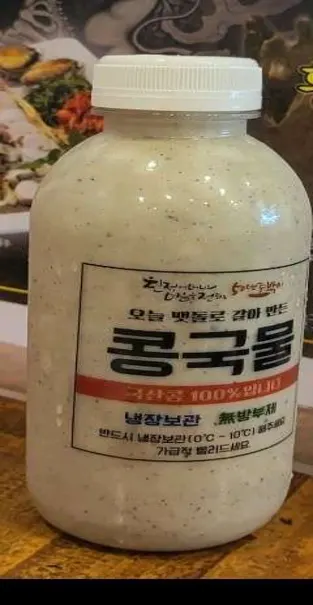 오늘 맷돌로 갈아 만든
콩국물
국산콩 100%입니다
냉장보관 無방부제
반드시 냉장보관(0℃ - 10℃) 해주세요
가급적 빨리드세요